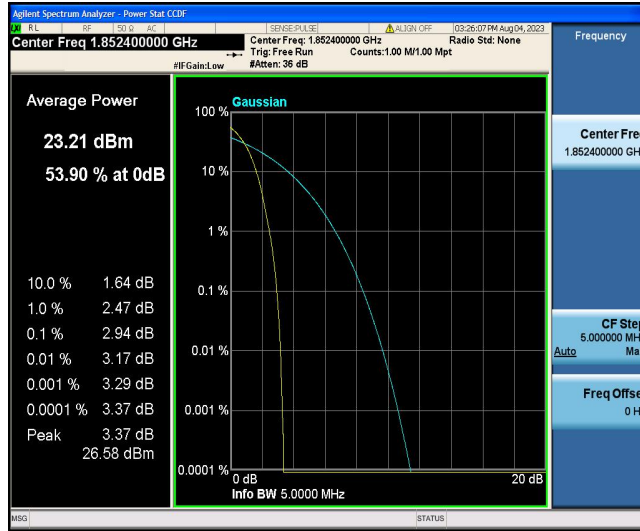 Agilent Spectrum Analyzer - Power Stat CCDF
RL RF 50 Ω AC SENSE:PULSE ALIGN OFF 03:26:07 PM Aug 04, 2023
Center Freq 1.852400000 GHz
Center Freq: 1.852400000 GHz Radio Std: None
Trig: Free Run Counts:1.00 M/1.00 Mpt
#IFGain:Low #Atten: 36 dB
Frequency
Average Power
23.21 dBm
53.90 % at 0dB
10.0 % 1.64 dB
1.0 % 2.47 dB
0.1 % 2.94 dB
0.01 % 3.17 dB
0.001 % 3.29 dB
0.0001 % 3.37 dB
Peak 3.37 dB
26.58 dBm
Gaussian
100 %
10 %
1 %
0.1 %
0.01 %
0.001 %
0.0001 %
0 dB 20 dB
Info BW 5.0000 MHz
Center Fre
1.852400000 GH
CF Step
5.000000 MH
Auto Ma
Freq Offse
0 H
MSG STATUS